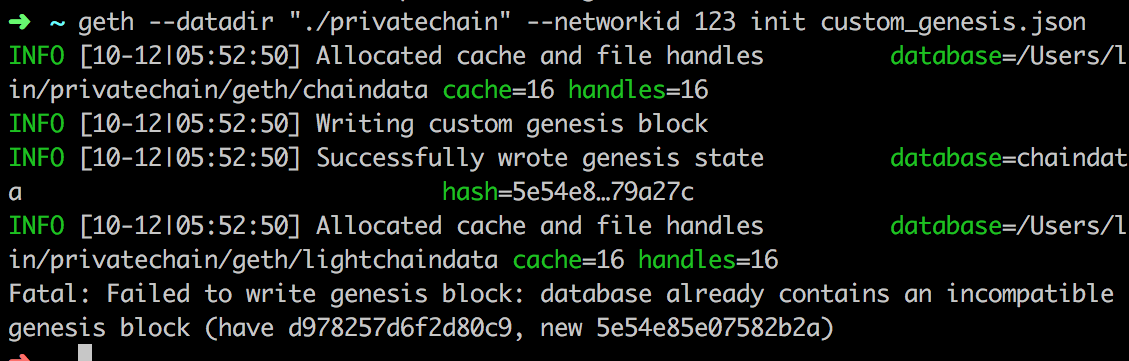 ➜ ~ geth --datadir "./privatechain" --networkid 123 init custom_genesis.json
INFO [10-12|05:52:50] Allocated cache and file handles database=/Users/l
in/privatechain/geth/chaindata cache=16 handles=16
INFO [10-12|05:52:50] Writing custom genesis block
INFO [10-12|05:52:50] Successfully wrote genesis state database=chaindat
a hash=5e54e8…79a27c
INFO [10-12|05:52:50] Allocated cache and file handles database=/Users/l
in/privatechain/geth/lightchaindata cache=16 handles=16
Fatal: Failed to write genesis block: database already contains an incompatible
genesis block (have d978257d6f2d80c9, new 5e54e85e07582b2a)